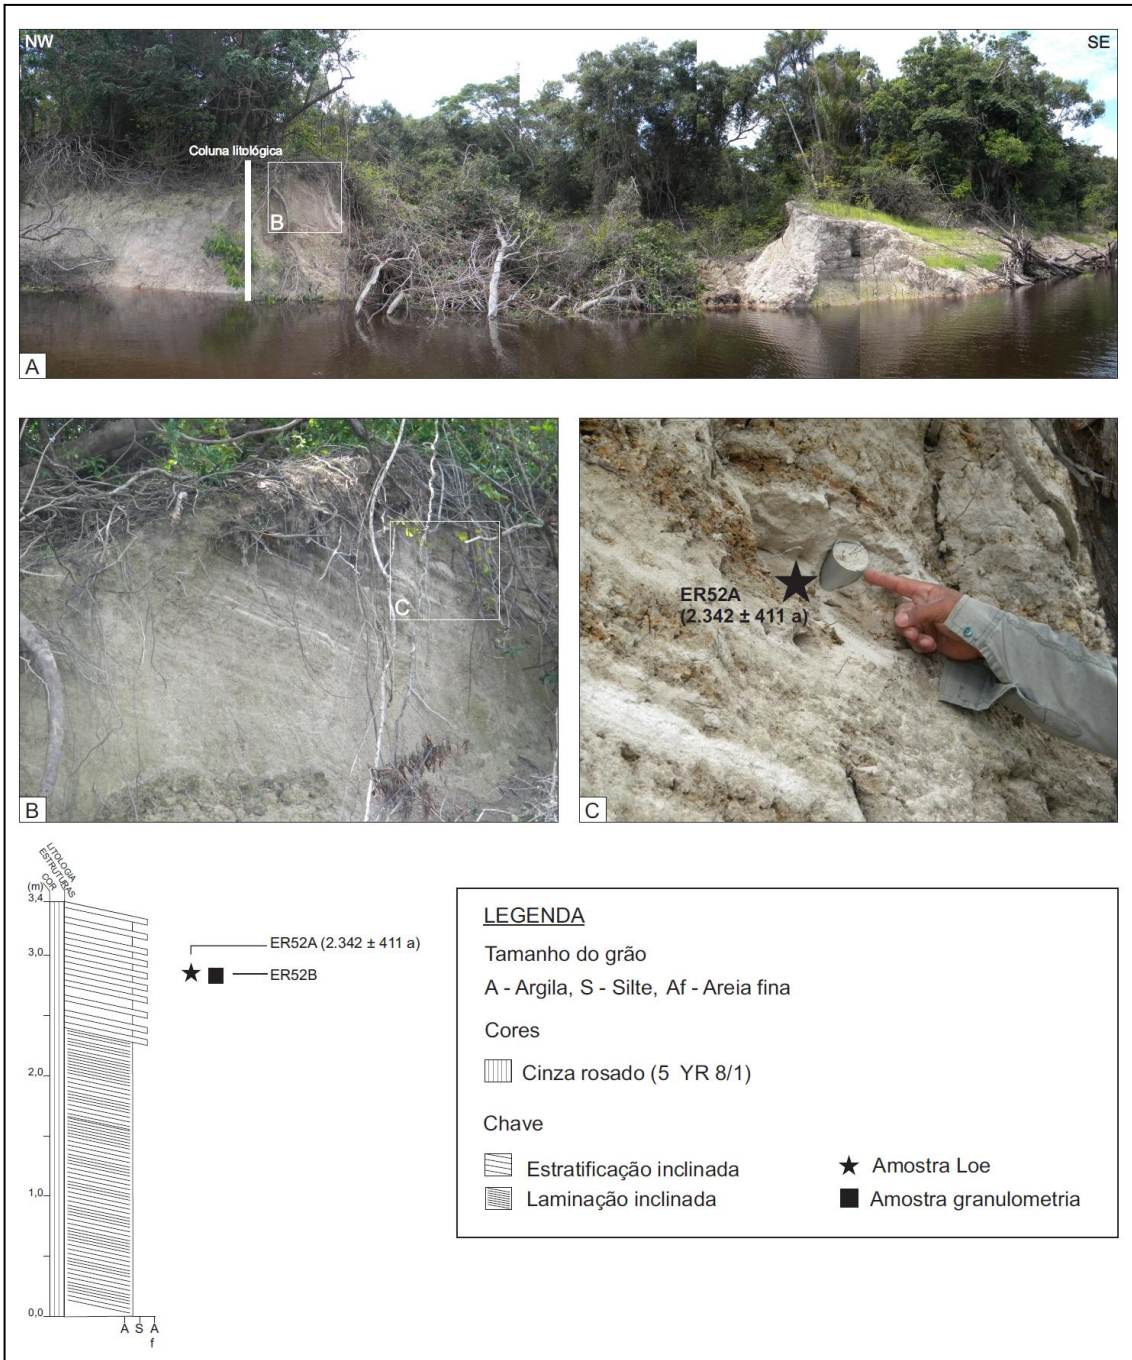 NW
SE
Coluna litológica
B
A
C
B
ER52A
(2.342 ± 411 a)
C
LITOLOGIA
ESTRUTURAS
COR
(m)
3,4
3,0
2,0
1,0
0,0
A S A
f
ER52A (2.342 ± 411 a)
ER52B
LEGENDA
Tamanho do grão
A - Argila, S - Silte, Af - Areia fina
Cores
Cinza rosado (5 YR 8/1)
Chave
Estratificação inclinada
Laminação inclinada
Amostra Loe
Amostra granulometria